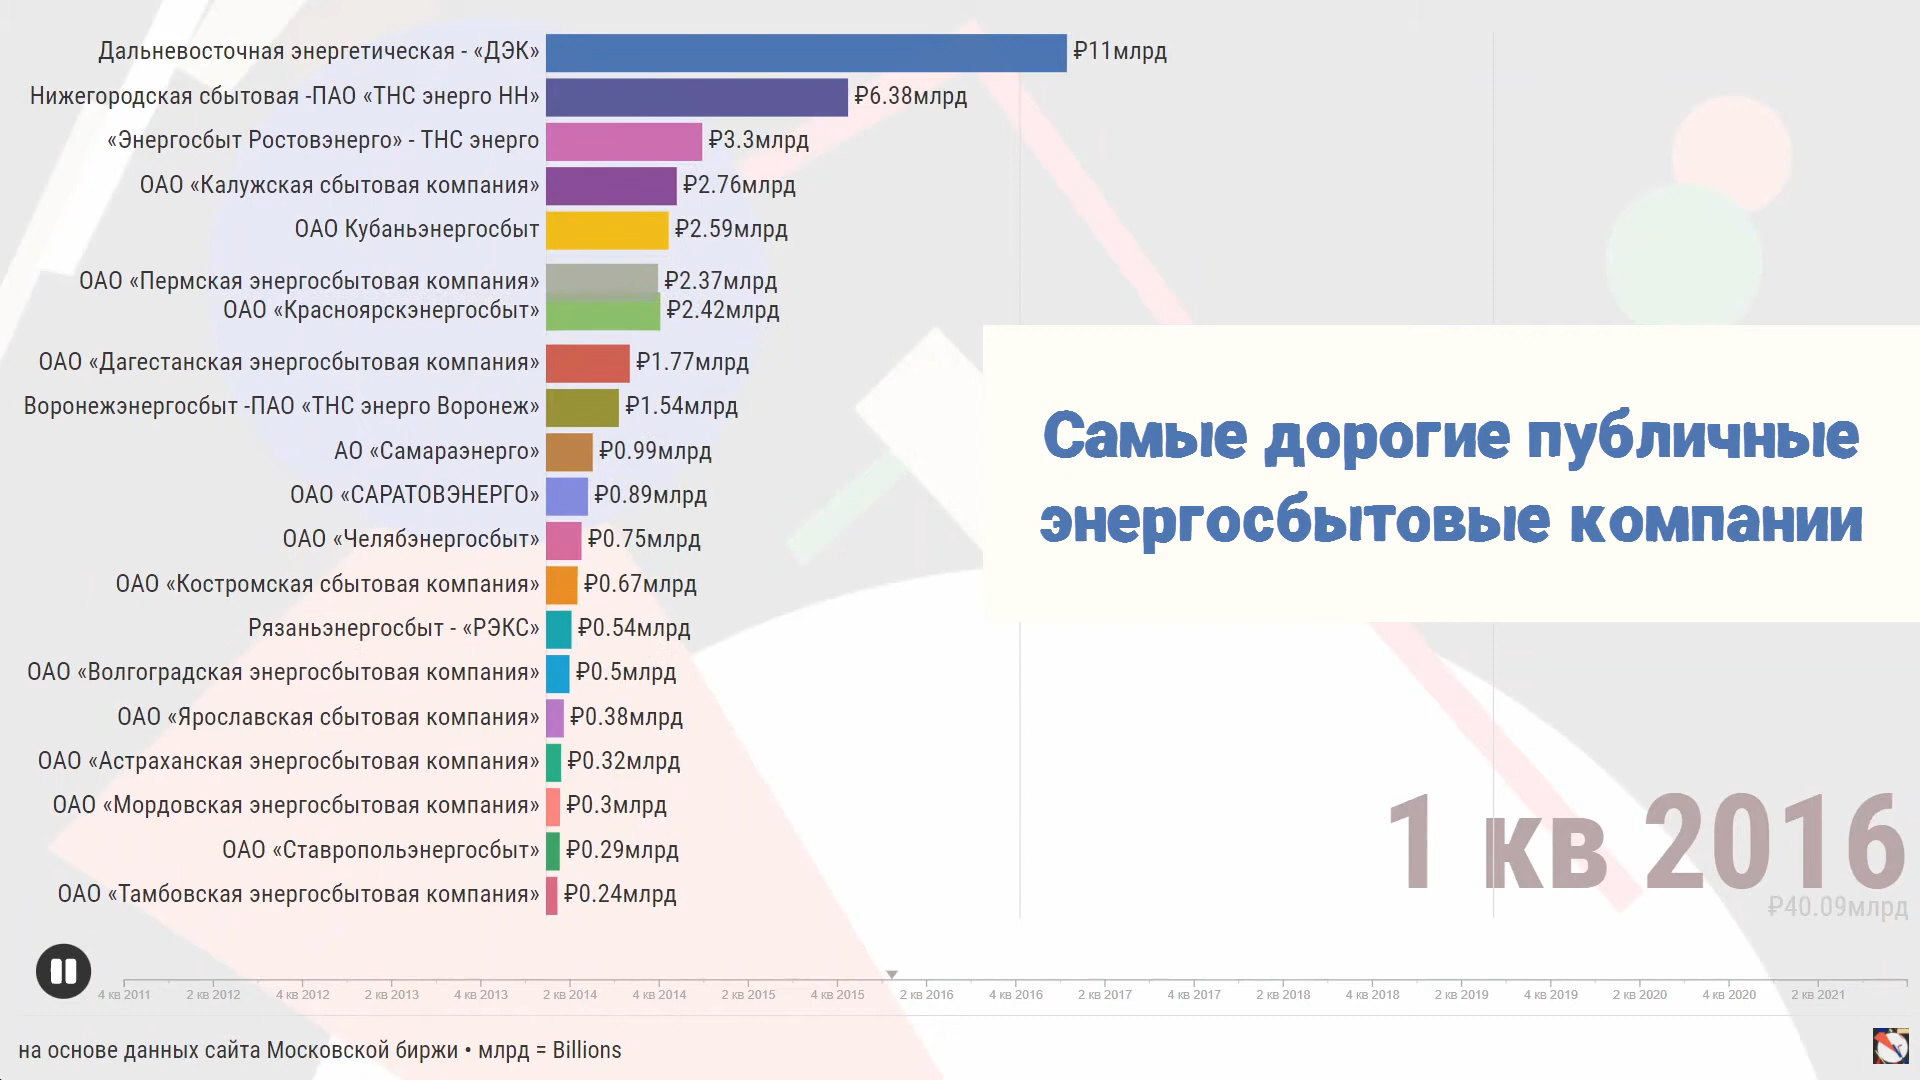 Дальневосточная энергетическая - «ДЭК» ₽11млрд
Нижегородская сбытовая -ПАО «ТНС энерго НН» ₽6.38млрд
«Энергосбыт Ростовэнерго» - ТНС энерго ₽3.3млрд
ОАО «Калужская сбытовая компания» ₽2.76млрд
ОАО Кубаньэнергосбыт ₽2.59млрд
ОАО «Пермская энергосбытовая компания» ₽2.37млрд
ОАО «Красноярскэнергосбыт» ₽2.42млрд
ОАО «Дагестанская энергосбытовая компания» ₽1.77млрд
Воронежэнергосбыт -ПАО «ТНС энерго Воронеж» ₽1.54млрд
АО «Самараэнерго» ₽0.99млрд
ОАО «САРАТОВЭНЕРГО» ₽0.89млрд
ОАО «Челябэнергосбыт» ₽0.75млрд
ОАО «Костромская сбытовая компания» ₽0.67млрд
Рязаньэнергосбыт - «РЭКС» ₽0.54млрд
ОАО «Волгоградская энергосбытовая компания» ₽0.5млрд
ОАО «Ярославская сбытовая компания» ₽0.38млрд
ОАО «Астраханская энергосбытовая компания» ₽0.32млрд
ОАО «Мордовская энергосбытовая компания» ₽0.3млрд
ОАО «Ставропольэнергосбыт» ₽0.29млрд
ОАО «Тамбовская энергосбытовая компания» ₽0.24млрд
Самые дорогие публичные
энергосбытовые компании
1 кв 2016
₽40.09млрд
4 кв 2011 2 кв 2012 4 кв 2012 2 кв 2013 4 кв 2013 2 кв 2014 4 кв 2014 2 кв 2015 4 кв 2015 2 кв 2016 4 кв 2016 2 кв 2017 4 кв 2017 2 кв 2018 4 кв 2018 2 кв 2019 4 кв 2019 2 кв 2020 4 кв 2020 2 кв 2021
на основе данных сайта Московской биржи • млрд = Billions